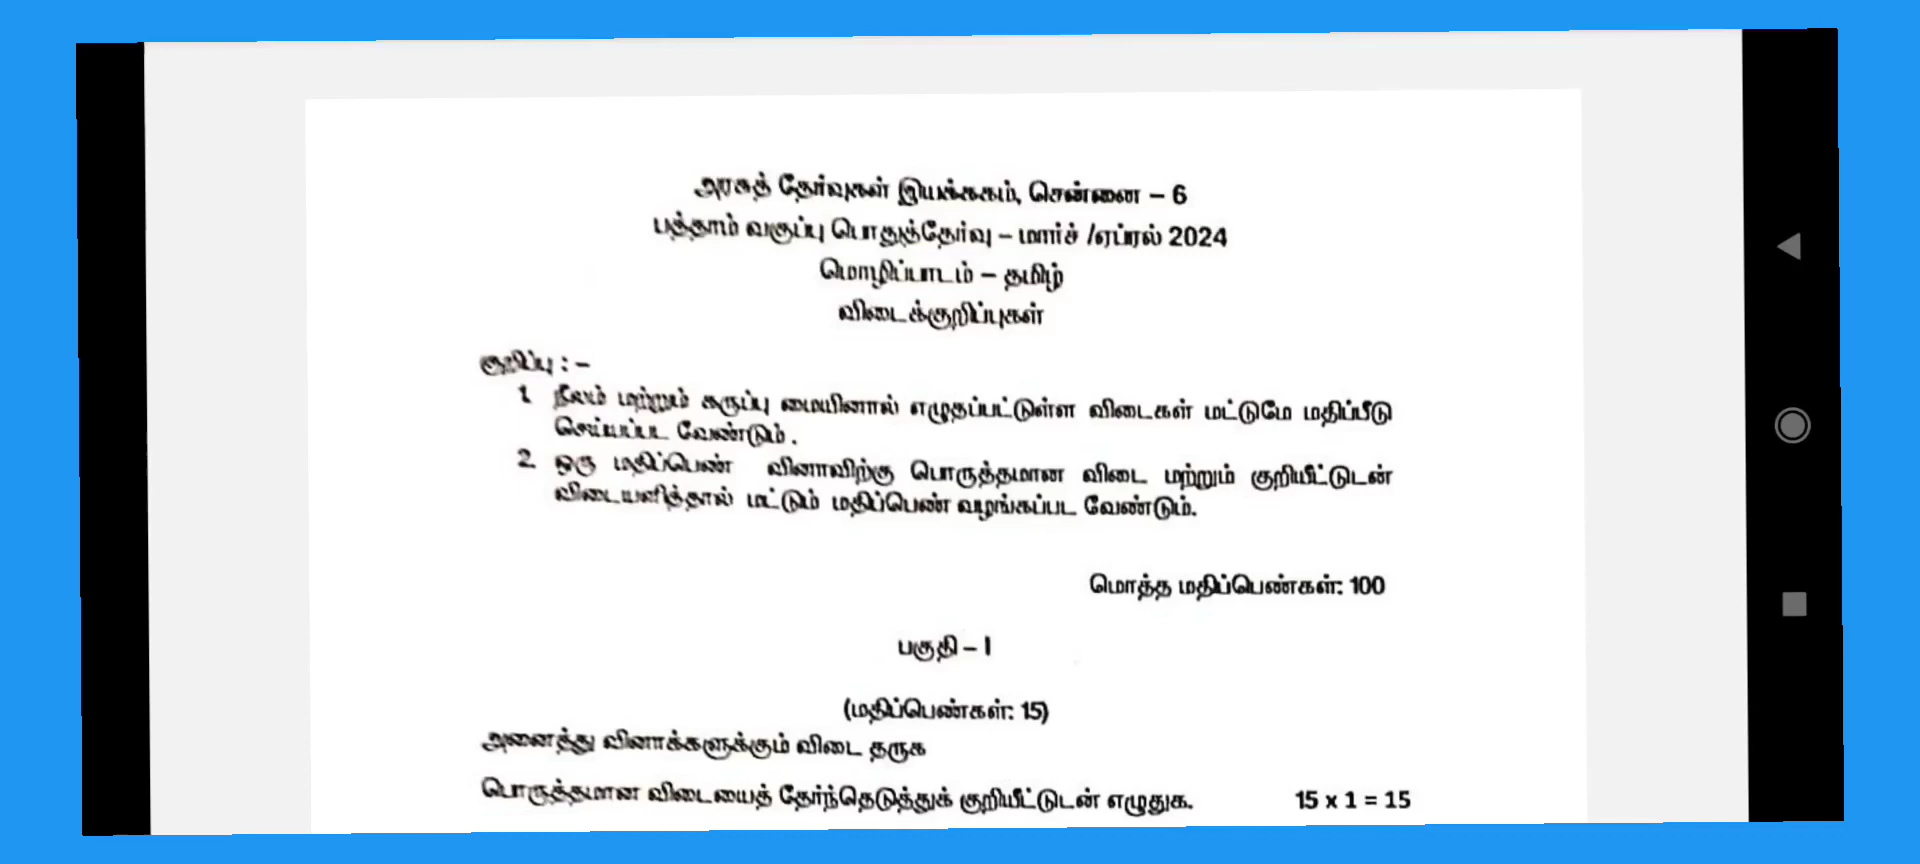 அரசுத் தேர்வுகள் இயக்ககம், சென்னை – 6
பத்தாம் வகுப்பு பொதுத்தேர்வு – மார்ச் /ஏப்ரல் 2024
மொழிப்பாடம் – தமிழ்
விடைக்குறிப்புகள்
குறிப்பு : –
1. நீலம் மற்றும் கருப்பு மையினால் எழுதப்பட்டுள்ள விடைகள் மட்டுமே மதிப்பீடு
செய்யப்பட வேண்டும் .
2. ஒரு மதிப்பெண் வினாவிற்கு பொருத்தமான விடை மற்றும் குறியீட்டுடன்
விடையளித்தால் மட்டும் மதிப்பெண் வழங்கப்பட வேண்டும்.
மொத்த மதிப்பெண்கள்: 100
பகுதி – I
(மதிப்பெண்கள்: 15)
அனைத்து வினாக்களுக்கும் விடை தருக
பொருத்தமான விடையைத் தேர்ந்தெடுத்துக் குறியீட்டுடன் எழுதுக. 15 x 1 = 15